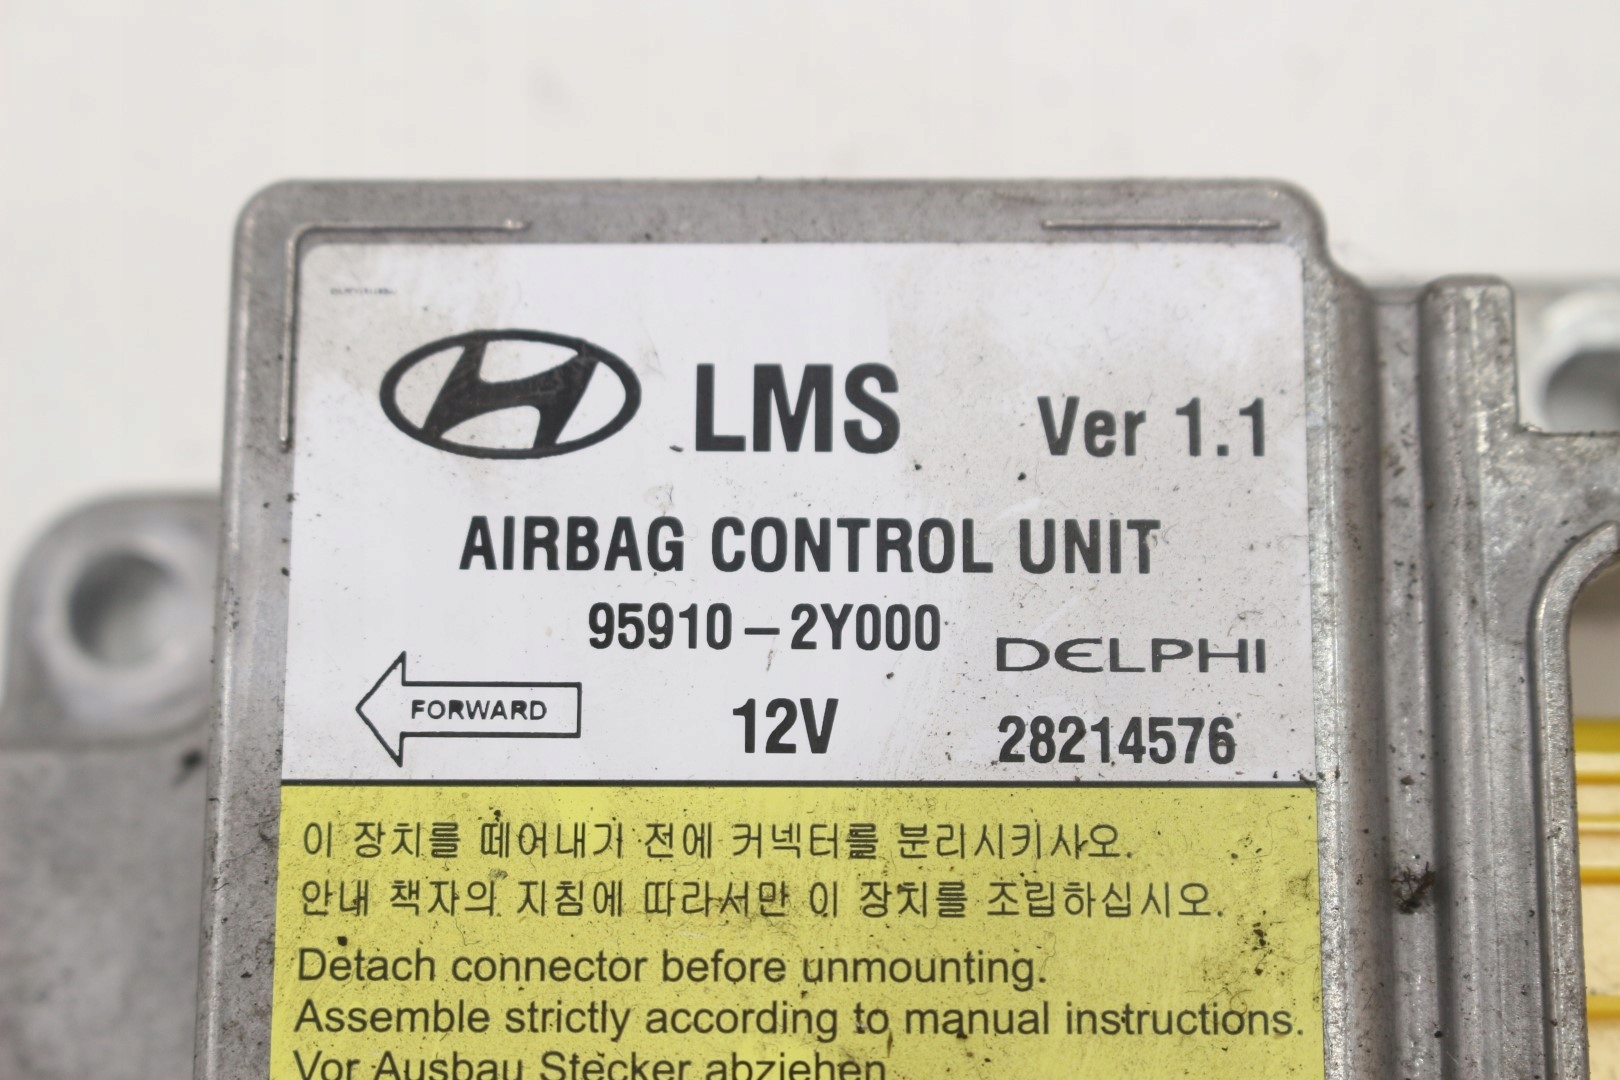 LMS Ver 1.1
AIRBAG CONTROL UNIT
95910-2Y000
DELPHI
FORWARD
12V
28214576
이 장치를 떼어내기 전에 커넥터를 분리시키시오.
안내 책자의 지침에 따라서만 이 장치를 조립하십시오.
Detach connector before unmounting.
Assemble strictly according to manual instructions.
Vor Ausbau Stecker abziehen